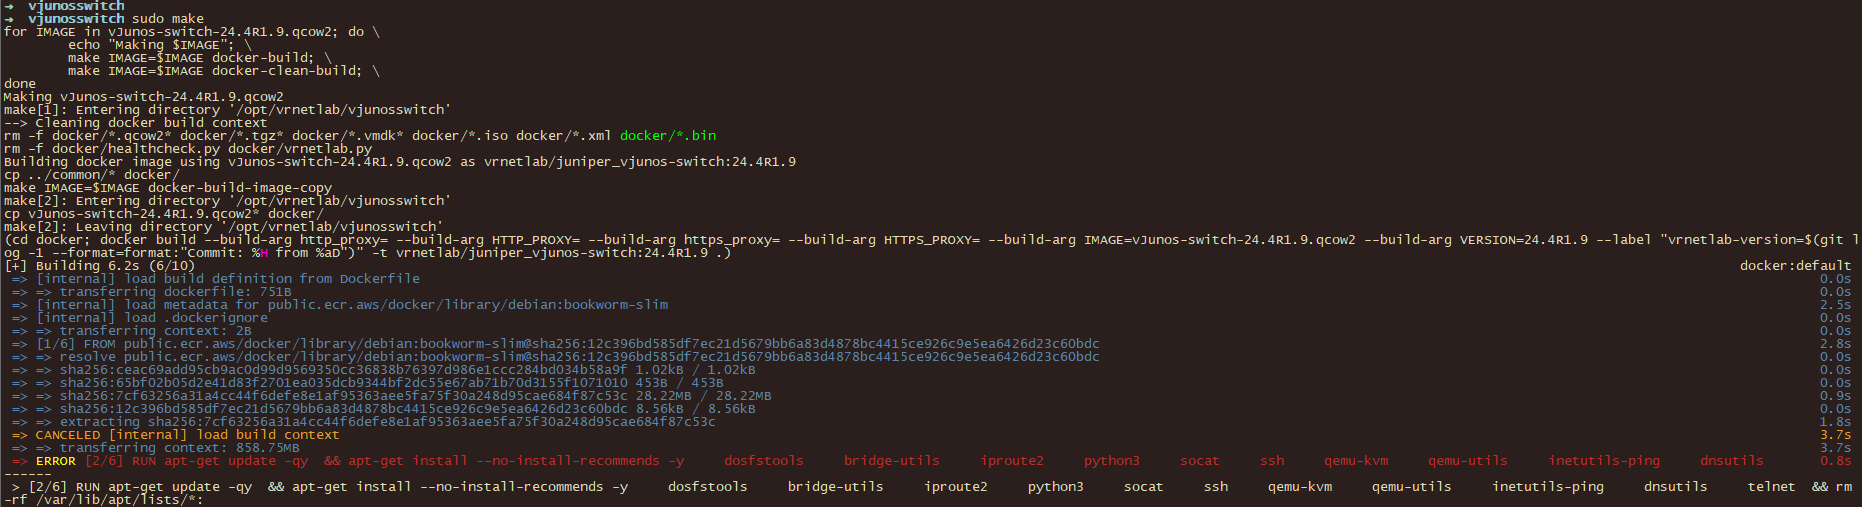 → vjunosswitch
→ vjunosswitch sudo make
for IMAGE in vJunos-switch-24.4R1.9.qcow2; do \
echo "Making $IMAGE"; \
make IMAGE=$IMAGE docker-build; \
make IMAGE=$IMAGE docker-clean-build; \
done
Making vJunos-switch-24.4R1.9.qcow2
make[1]: Entering directory '/opt/vrnetlab/vjunosswitch'
--> Cleaning docker build context
rm -f docker/*.qcow2* docker/*.tgz* docker/*.vmdk* docker/*.iso docker/*.xml docker/*.bin
rm -f docker/healthcheck.py docker/vrnetlab.py
Building docker image using vJunos-switch-24.4R1.9.qcow2 as vrnetlab/juniper_vjunos-switch:24.4R1.9
cp ../common/* docker/
make IMAGE=$IMAGE docker-build-image-copy
make[2]: Entering directory '/opt/vrnetlab/vjunosswitch'
cp vJunos-switch-24.4R1.9.qcow2* docker/
make[2]: Leaving directory '/opt/vrnetlab/vjunosswitch'
(cd docker; docker build --build-arg http_proxy= --build-arg HTTP_PROXY= --build-arg https_proxy= --build-arg HTTPS_PROXY= --build-arg IMAGE=vJunos-switch-24.4R1.9.qcow2 --build-arg VERSION=24.4R1.9 --label "vrnetlab-version=$(git l
og -1 --format=format:"Commit: %H from %aD")" -t vrnetlab/juniper_vjunos-switch:24.4R1.9 .)
[+] Building 6.2s (6/10) docker:default
=> [internal] load build definition from Dockerfile 0.0s
=> => transferring dockerfile: 751B 0.0s
=> [internal] load metadata for public.ecr.aws/docker/library/debian:bookworm-slim 2.5s
=> [internal] load .dockerignore 0.0s
=> => transferring context: 2B 0.0s
=> [1/6] FROM public.ecr.aws/docker/library/debian:bookworm-slim@sha256:12c396bd585df7ec21d5679bb6a83d4878bc4415ce926c9e5ea6426d23c60bdc 2.8s
=> => resolve public.ecr.aws/docker/library/debian:bookworm-slim@sha256:12c396bd585df7ec21d5679bb6a83d4878bc4415ce926c9e5ea6426d23c60bdc 0.0s
=> => sha256:ceac69add95cb9ac0d99d9569350cc36838b76397d986e1ccc284bd034b58a9f 1.02kB / 1.02kB 0.0s
=> => sha256:65bf02b05d2e41d83f2701ea035dcb9344bf2dc55e67ab71b70d3155f1071010 453B / 453B 0.0s
=> => sha256:7cf63256a31a4cc44f6defe8e1af95363aee5fa75f30a248d95cae684f87c53c 28.22MB / 28.22MB 0.9s
=> => sha256:12c396bd585df7ec21d5679bb6a83d4878bc4415ce926c9e5ea6426d23c60bdc 8.56kB / 8.56kB 0.0s
=> => extracting sha256:7cf63256a31a4cc44f6defe8e1af95363aee5fa75f30a248d95cae684f87c53c 1.8s
=> CANCELED [internal] load build context 3.7s
=> => transferring context: 858.75MB 3.7s
=> ERROR [2/6] RUN apt-get update -qy && apt-get install --no-install-recommends -y dosfstools bridge-utils iproute2 python3 socat ssh qemu-kvm qemu-utils inetutils-ping dnsutils 0.8s
------
> [2/6] RUN apt-get update -qy && apt-get install --no-install-recommends -y dosfstools bridge-utils iproute2 python3 socat ssh qemu-kvm qemu-utils inetutils-ping dnsutils telnet && rm
-rf /var/lib/apt/lists/*: